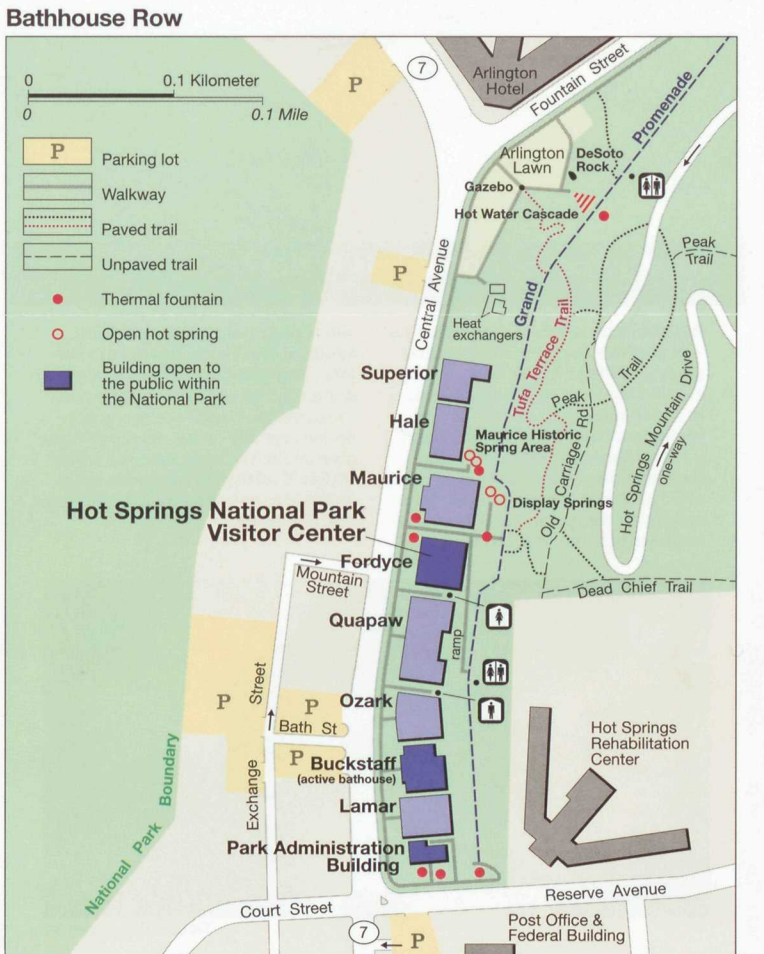 Bathhouse Row
0 0.1 Kilometer
0 0.1 Mile
P Parking lot
Walkway
Paved trail
Unpaved trail
Thermal fountain
Open hot spring
Building open to
the public within
the National Park
P
7
Arlington
Hotel
Fountain Street
Promenade
Arlington
Lawn
DeSoto
Rock
Gazebo
Hot Water Cascade
Peak
Trail
P
Central Avenue
Heat
exchangers
Grand
Tufa Terrace Trail
Superior
Peak
Trail
Hale
Maurice Historic
Spring Area
Old Carriage Rd
Hot Springs Mountain Drive
one-way
Maurice
Display Springs
Hot Springs National Park
Visitor Center
Fordyce
Mountain
Street
Dead Chief Trail
Quapaw
ramp
P
Exchange Street
P
Ozark
Bath St
P
Hot Springs
Rehabilitation
Center
Buckstaff
(active bathouse)
Lamar
National Park Boundary
Park Administration
Building
Reserve Avenue
Court Street
7
P
Post Office &
Federal Building